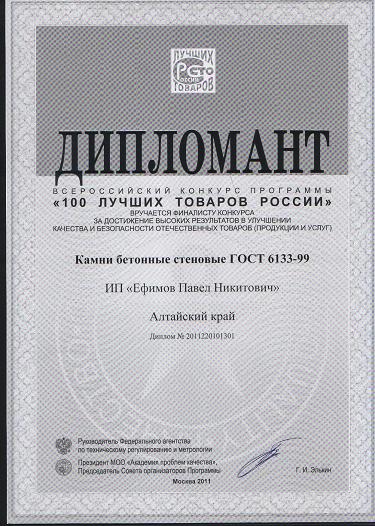 ЛУЧШИХ
РСТо
РОССИИ
ТОВАРОВ
ДИПЛОМАНТ
ВСЕРОССИЙСКИЙ КОНКУРС ПРОГРАММЫ
«100 ЛУЧШИХ ТОВАРОВ РОССИИ»
ВРУЧАЕТСЯ ФИНАЛИСТУ КОНКУРСА
ЗА ДОСТИЖЕНИЕ ВЫСОКИХ РЕЗУЛЬТАТОВ В УЛУЧШЕНИИ
КАЧЕСТВА И БЕЗОПАСНОСТИ ОТЕЧЕСТВЕННЫХ ТОВАРОВ (ПРОДУКЦИИ И УСЛУГ)
Камни бетонные стеновые ГОСТ 6133-99
ИП «Ефимов Павел Никитович»
Алтайский край
Диплом № 2011220101301
Руководитель Федерального агентства
по техническому регулированию и метрологии
Президент МОО «Академия проблем качества»,
Председатель Совета организаторов Программы
Г. И. Элькин
Москва 2011